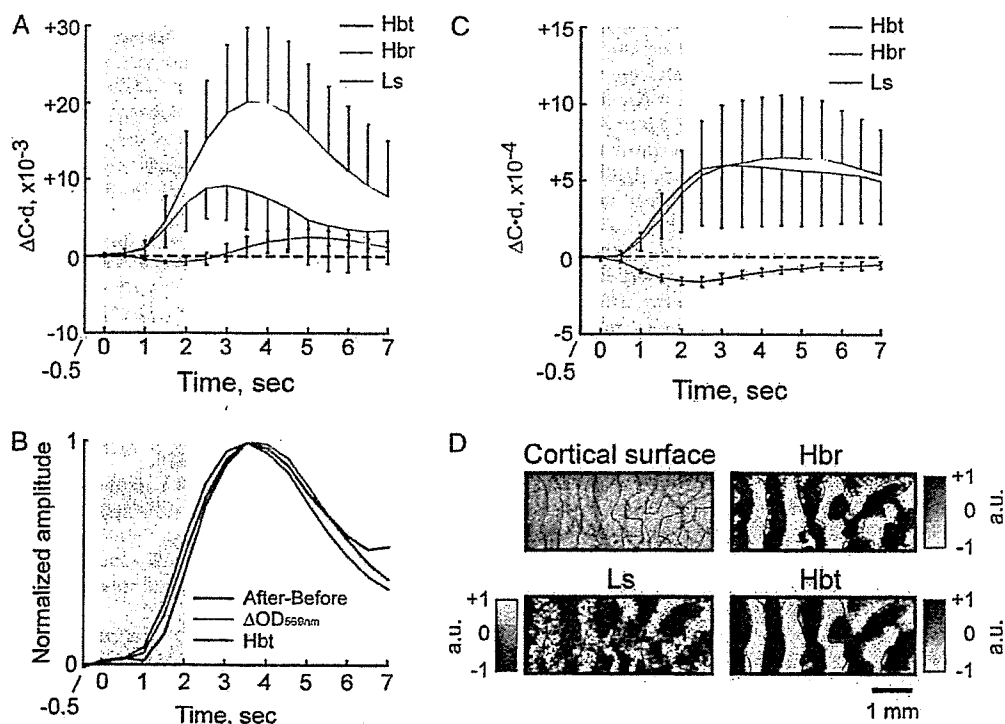 A
Hbt
Hbr
Ls
+30
+20
+10
0
-10
ΔC•d, x10⁻³
/
-0.5
0 1 2 3 4 5 6 7
Time, sec
C
Hbt
Hbr
Ls
+15
+10
+5
0
-5
ΔC•d, x10⁻⁴
/
-0.5
0 1 2 3 4 5 6 7
Time, sec
B
1
0
Normalized amplitude
After-Before
ΔOD569nm
Hbt
/
-0.5
0 1 2 3 4 5 6 7
Time, sec
D
Cortical surface
Hbr
+1
0
-1
a.u.
Ls
Hbt
+1
0
-1
a.u.
+1
0
-1
a.u.
1 mm